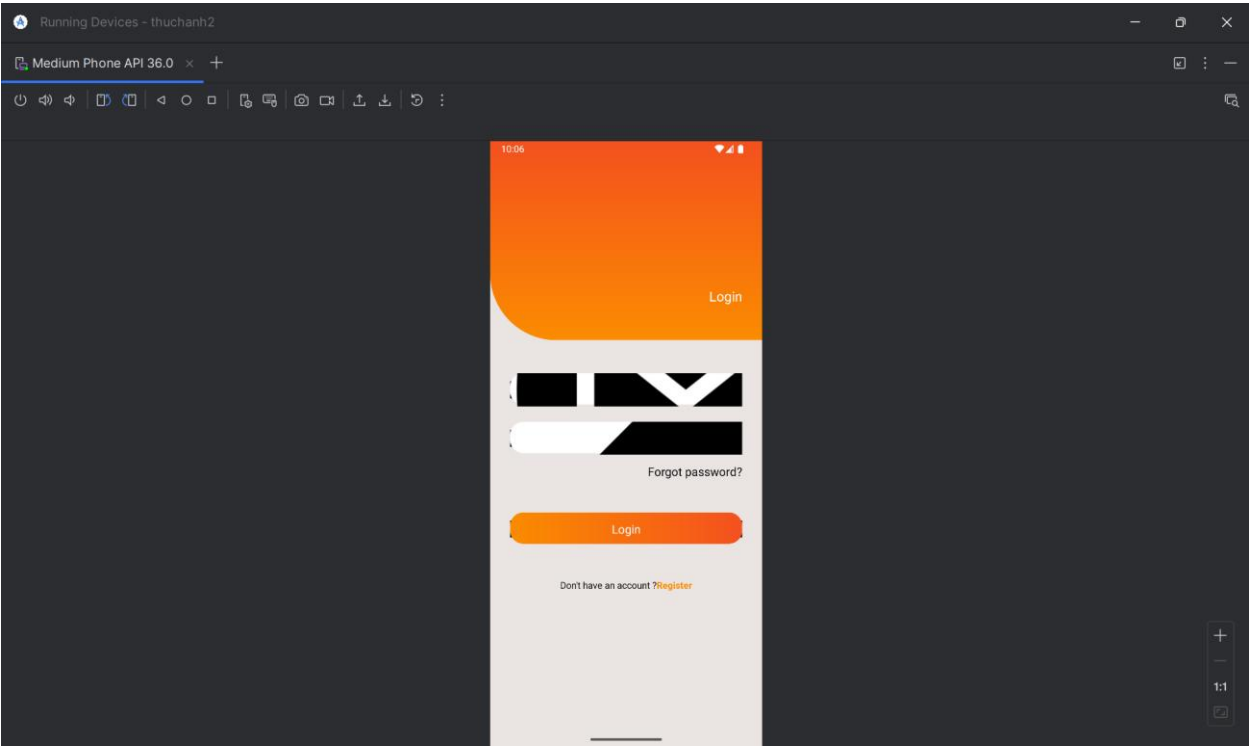 Running Devices - thuchanh2
Medium Phone API 36.0
10:06
Login
Forgot password?
Login
Don't have an account ?Register
1:1